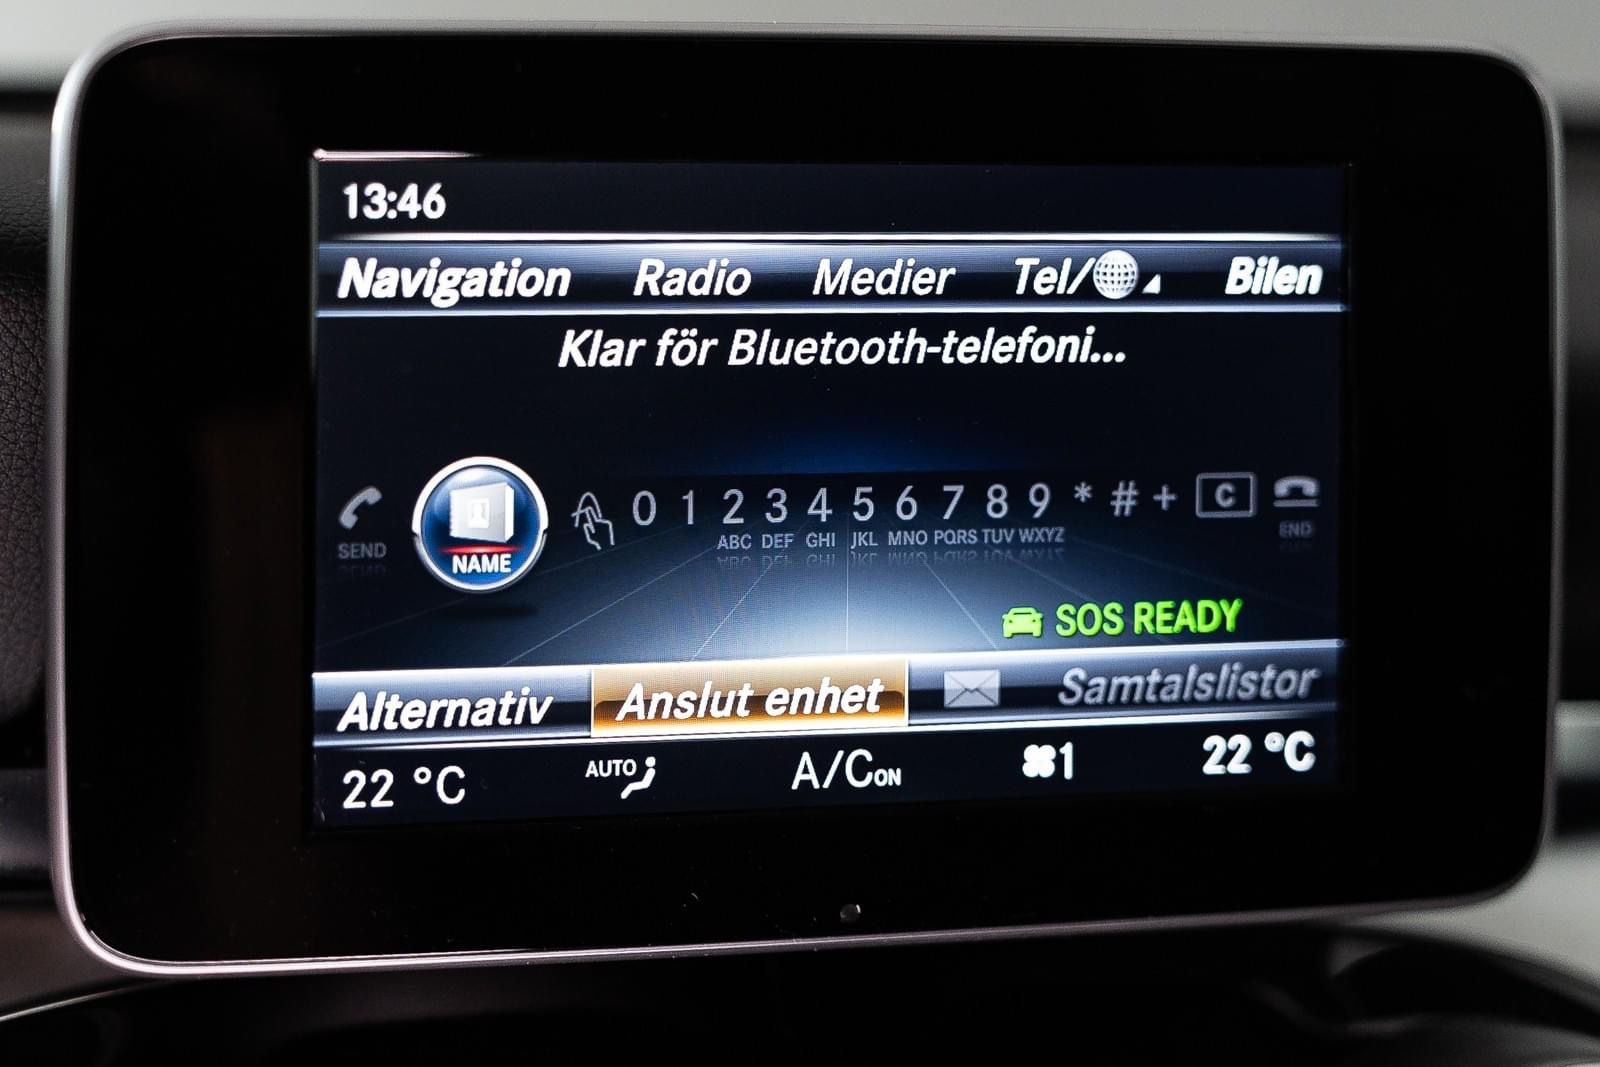 13:46
Navigation Radio Medier Tel/ Bilen
Klar för Bluetooth-telefoni...
SEND NAME 0 1 2 3 4 5 6 7 8 9 * # + C END
ABC DEF GHI JKL MNO PQRS TUV WXYZ
SOS READY
Alternativ Anslut enhet Samtalslistor
22 °C AUTO A/C ON 1 22 °C